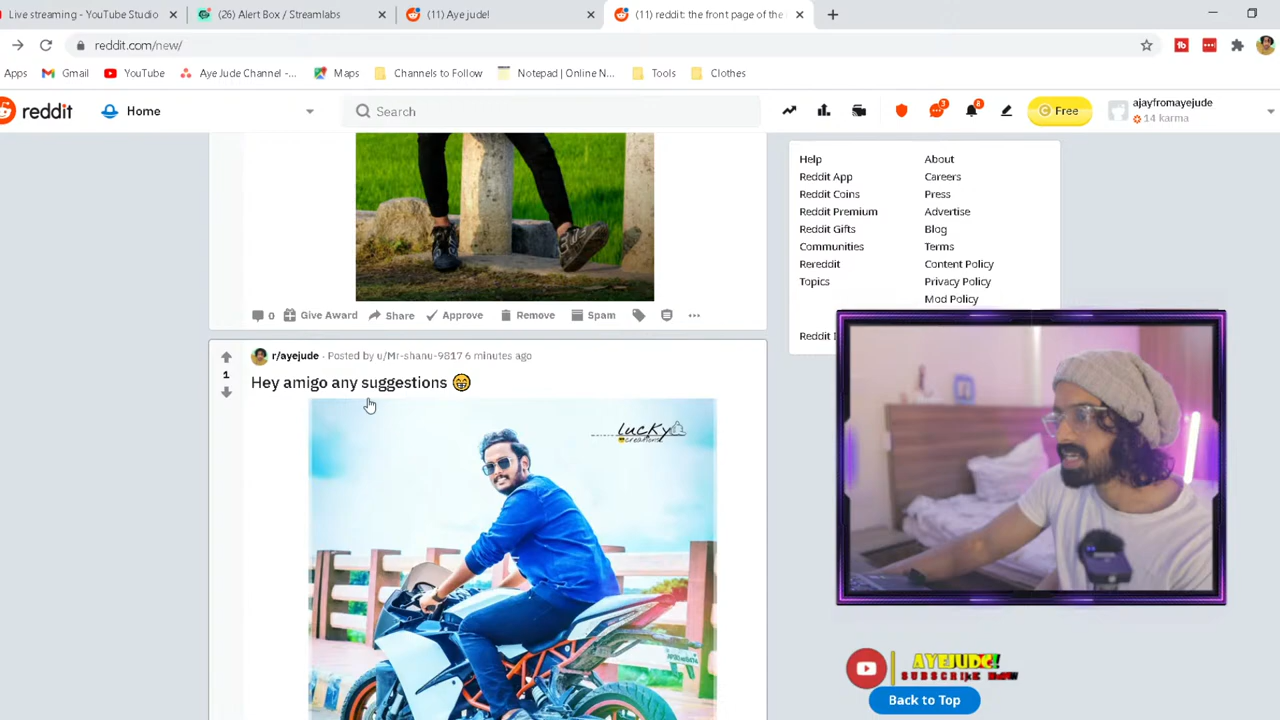 Live streaming - YouTube Studio
(26) Alert Box / Streamlabs
(11) Aye jude!
(11) reddit: the front page of the
reddit.com/new/
Apps
Gmail
YouTube
Aye Jude Channel -...
Maps
Channels to Follow
Notepad | Online N...
Tools
Clothes
reddit
Home
Search
3
8
Free
ajayfromayejude
14 karma
Help
About
Reddit App
Careers
Reddit Coins
Press
Reddit Premium
Advertise
Reddit Gifts
Blog
Communities
Terms
Rereddit
Content Policy
Topics
Privacy Policy
Mod Policy
Reddit
0
Give Award
Share
Approve
Remove
Spam
r/ayejude · Posted by u/Mr-shanu-9817 6 minutes ago
1
Hey amigo any suggestions 😁
lucky
creations
AYEJUDE!
SUBSCRIBE NOW
Back to Top